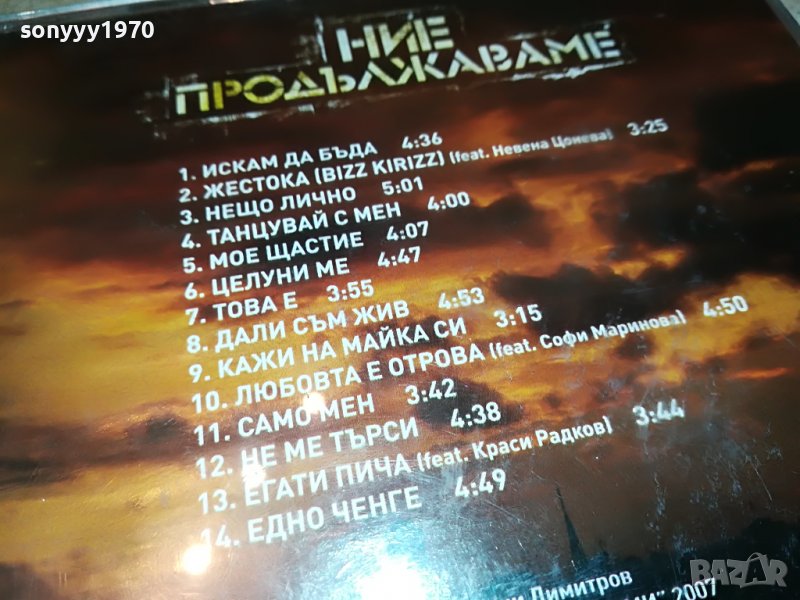 sonyyy1970
НИЕ
ПРОДЪЛЖАВАМЕ
1. ИСКАМ ДА БЪДА 4:36
2. ЖЕСТОКА (BIZZ KIRIZZ) (feat. Невена Цонева) 3:25
3. НЕЩО ЛИЧНО 5:01
4. ТАНЦУВАЙ С МЕН 4:00
5. МОЕ ЩАСТИЕ 4:07
6. ЦЕЛУНИ МЕ 4:47
7. ТОВА Е 3:55
8. ДАЛИ СЪМ ЖИВ 4:53
9. КАЖИ НА МАЙКА СИ 3:15
10. ЛЮБОВТА Е ОТРОВА (feat. Софи Маринова) 4:50
11. САМО МЕН 3:42
12. НЕ МЕ ТЪРСИ 4:38
13. ЕГАТИ ПИЧА (feat. Краси Радков) 3:44
14. ЕДНО ЧЕНГЕ 4:49
Димитров
2007
BAZAR